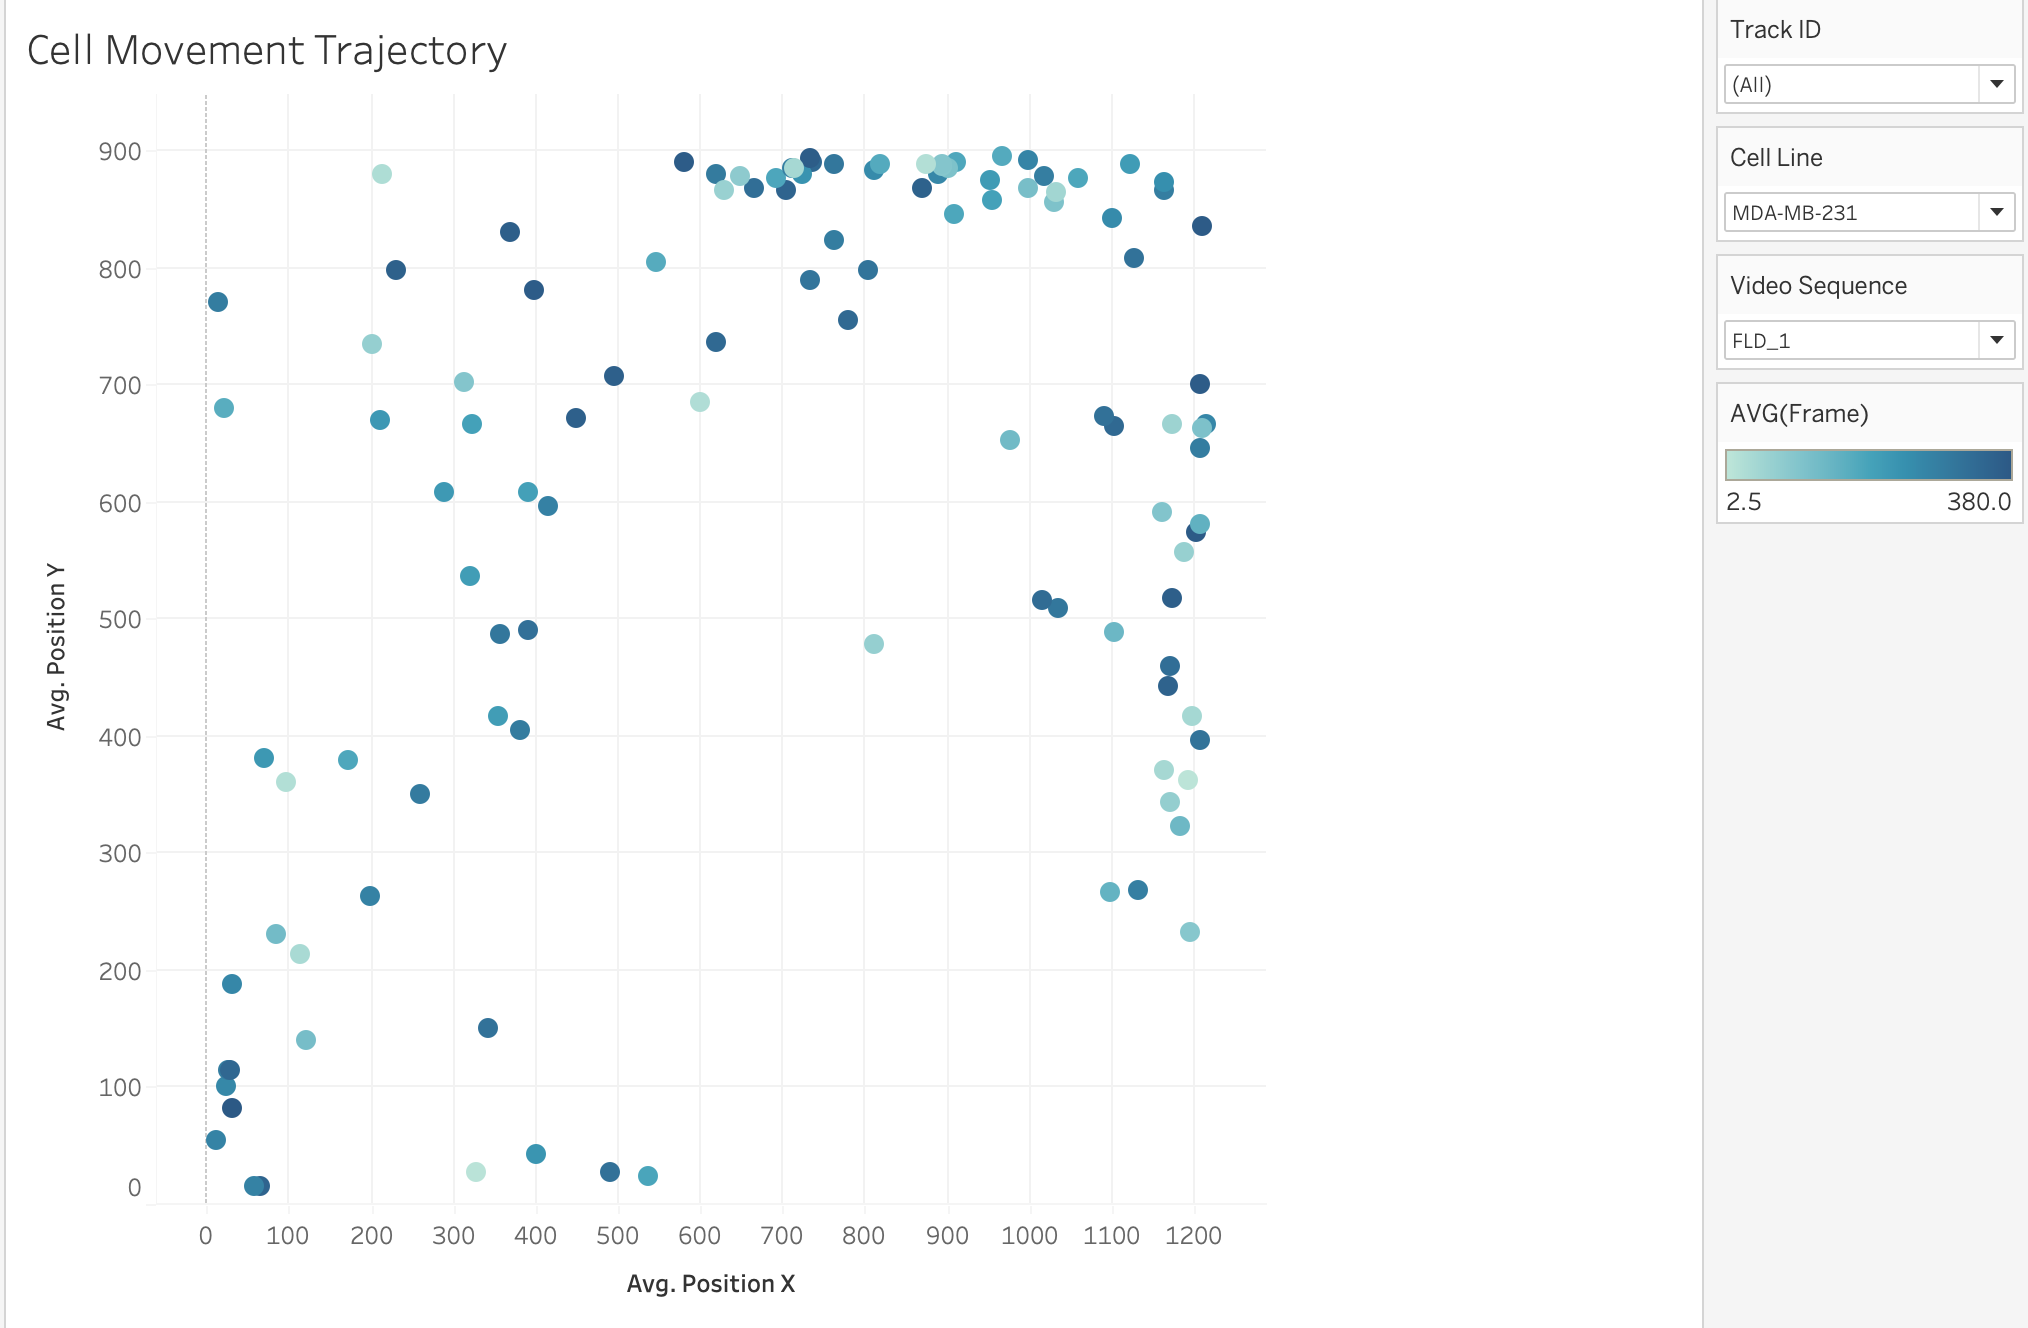 Cell Movement Trajectory
Track ID
(All)
Cell Line
MDA-MB-231
Video Sequence
FLD_1
AVG(Frame)
2.5 380.0
Avg. Position Y
900
800
700
600
500
400
300
200
100
0
0 100 200 300 400 500 600 700 800 900 1000 1100 1200
Avg. Position X